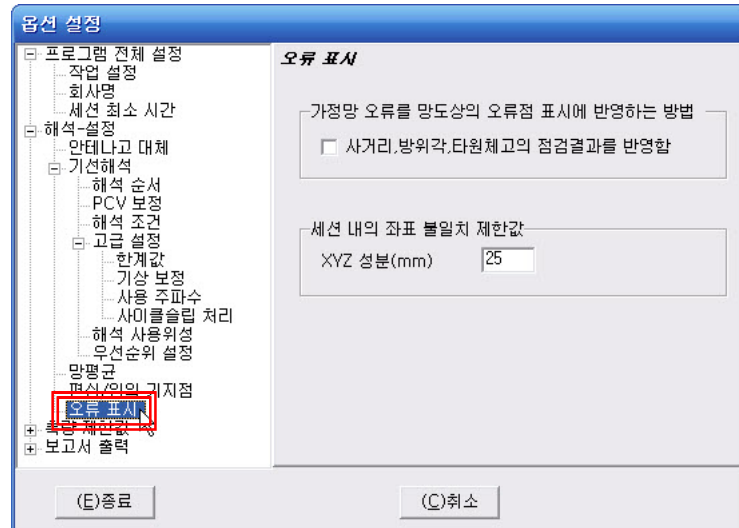 옵션 설정
프로그램 전체 설정
작업 설정
회사명
세션 최소 시간
해석-설정
안테나고 대체
기선해석
해석 순서
PCV 보정
해석 조건
고급 설정
한계값
기상 보정
사용 주파수
사이클슬립 처리
해석 사용위성
우선순위 설정
망평균
편심/임의 기지점
오류 표시
측량 제한값
보고서 출력
오류 표시
가정망 오류를 망도상의 오류점 표시에 반영하는 방법
사거리,방위각,타원체고의 점검결과를 반영함
세션 내의 좌표 불일치 제한값
XYZ 성분(mm) 25
(E)종료 (C)취소